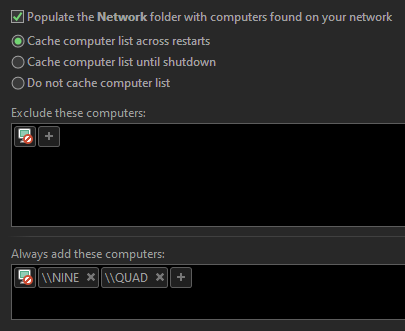 Populate the Network folder with computers found on your network
Cache computer list across restarts
Cache computer list until shutdown
Do not cache computer list
Exclude these computers:
+
Always add these computers:
\\NINE × \\QUAD × +